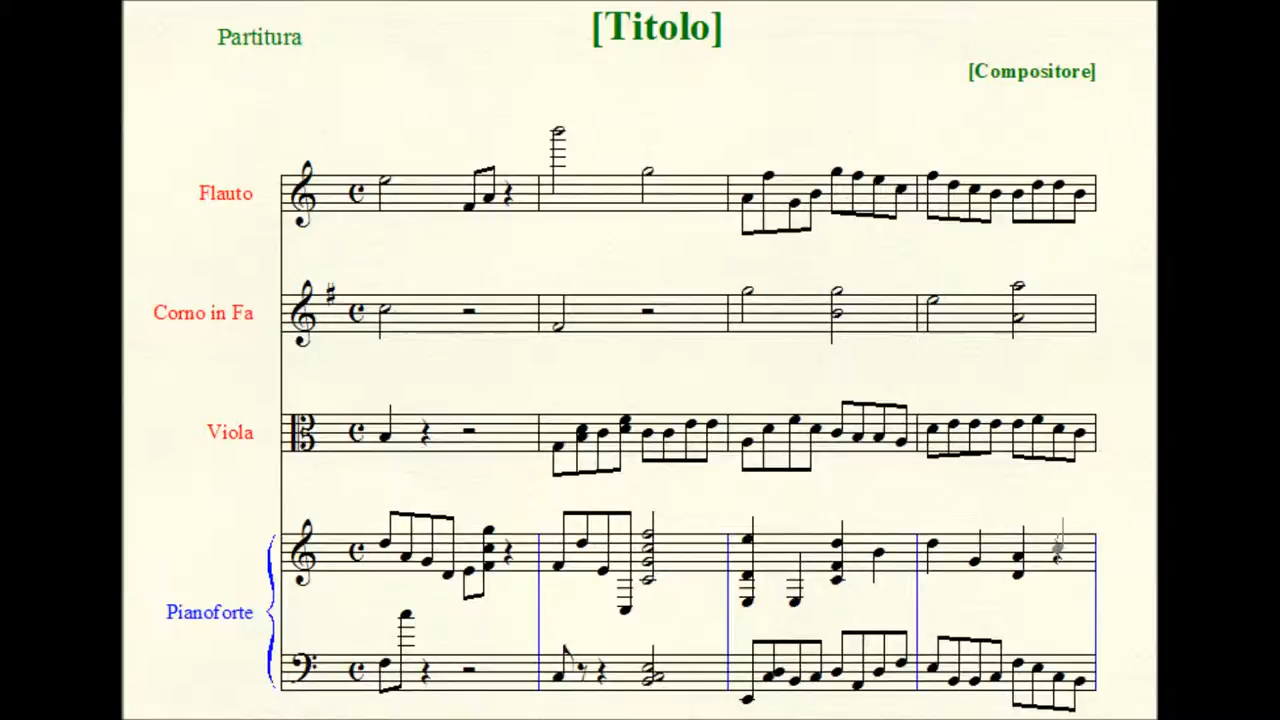 [Titolo]
Partitura
[Compositore]
Flauto
Corno in Fa
Viola
Pianoforte